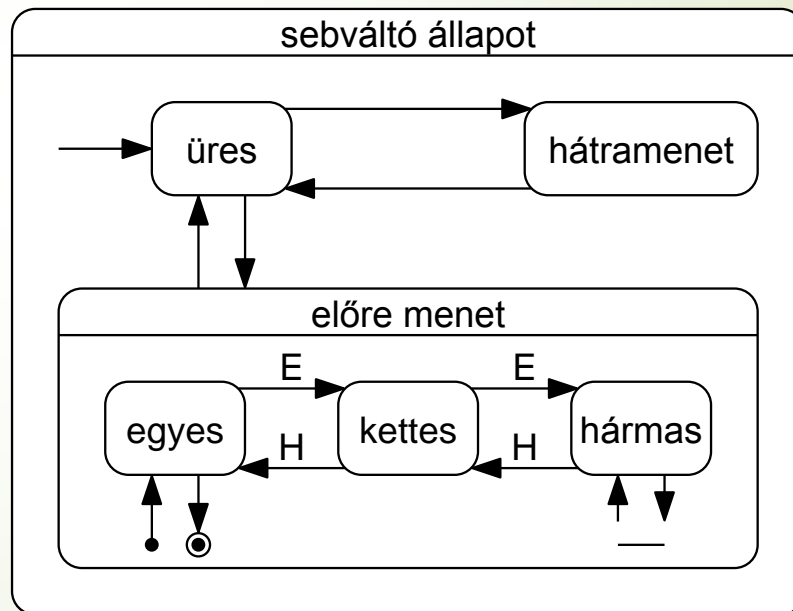 sebváltó állapot
üres
hátramenet
előre menet
E
E
egyes
kettes
hármas
H
H